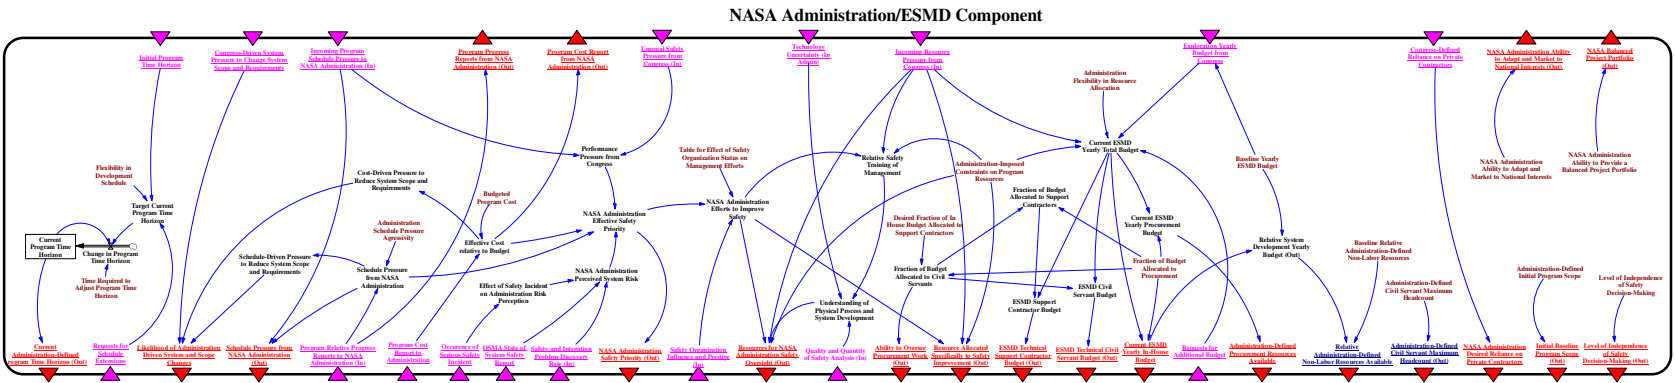 NASA Administration/ESMD Component
Initial Program
Time Horizon
Congress-Driven System
Pressure to Change System
Scope and Requirements
Incoming Program
Schedule Pressure to
NASA Administration (In)
Program Progress
Reports from NASA
Administration (Out)
Program Cost Report
from NASA
Administration (Out)
Unusual Safety
Pressure from
Congress (In)
Technology
Uncertainty (In
Admin)
Incoming Resource
Pressure from
Congress (In)
Exploration Yearly
Budget from
Congress
Congress-Defined
Reliance on Private
Contractors
NASA Administration Ability
to Adapt and Market to
National Interests (Out)
NASA Balanced
Project Portfolio
(Out)
Administration
Flexibility in Resource
Allocation
Performance
Pressure from
Congress
Table for Effect of Safety
Organization Status on
Management Efforts
Relative Safety
Training of
Management
Current ESMD
Yearly Total Budget
Administration-Imposed
Constraints on Program
Resources
Baseline Yearly
ESMD Budget
NASA Administration
Ability to Adapt and
Market to National Interests
NASA Administration
Ability to Provide a
Balanced Project Portfolio
Flexibility in
Development
Schedule
Cost-Driven Pressure to
Reduce System Scope and
Requirements
Budgeted
Program Cost
Fraction of Budget
Allocated to Support
Contractors
Target Current
Program Time
Horizon
NASA Administration
Efforts to Improve
Safety
NASA Administration
Effective Safety
Priority
Administration
Schedule Pressure
Agressivity
Desired Fraction of In
House Budget Allocated to
Support Contractors
Current ESMD
Yearly Procurement
Budget
Current
Program Time
Horizon
Change in Program
Time Horizon
Effective Cost
relative to Budget
Relative System
Development Yearly
Budget (Out)
Baseline Relative
Administration-Defined
Non-Labor Resources
Schedule-Driven Pressure
to Reduce System Scope
and Requirements
Schedule Pressure
from NASA
Administration
NASA Administration
Perceived System Risk
Fraction of Budget
Allocated to Civil
Servants
Fraction of Budget
Allocated to
Procurement
Time Required to
Adjust Program Time
Horizon
Effect of Safety Incident
on Administration Risk
Perception
ESMD Civil
Servant Budget
Administration-Defined
Civil Servant Maximum
Headcount
Administration-Defined
Initial Program Scope
Level of Independence
of Safety
Decision-Making
Understanding of
Physical Process and
System Development
ESMD Support
Contractor Budget
Current
Administration-Defined
Program Time Horizon (Out)
Requests for
Schedule
Extensions
Likelihood of Administration
Driven System and Scope
Changes
Schedule Pressure from
NASA Administration
(Out)
Program Relative Progress
Reports to NASA
Administration (In)
Program Cost
Report to
Administration
Occurence of
Serious Safety
Incident
OSMA State of
System Safety
Report
Safety and Integration
Problem Discovery
Rate (In)
NASA Administration
Safety Priority (Out)
Safety Organization
Influence and Prestige
(In)
Resources for NASA
Administration Safety
Oversight (Out)
Quality and Quantity
of Safety Analysis (In)
Ability to Oversee
Procurement Work
(Out)
Resource Allocated
Specifically to Safety
Improvement (Out)
ESMD Technical
Support Contractor
Budget (Out)
ESMD Technical Civil
Servant Budget (Out)
Current ESMD
Yearly In-House
Budget
Requests for
Additional Budget
Administration-Defined
Procurement Resources
Available
Relative
Administration-Defined
Non-Labor Resources Available
Administration-Defined
Civil Servant Maximum
Headcount (Out)
NASA Administration
Desired Reliance on
Private Contractors
Initial Baseline
Program Scope
(Out)
Level of Independence
of Safety
Decision-Making (Out)